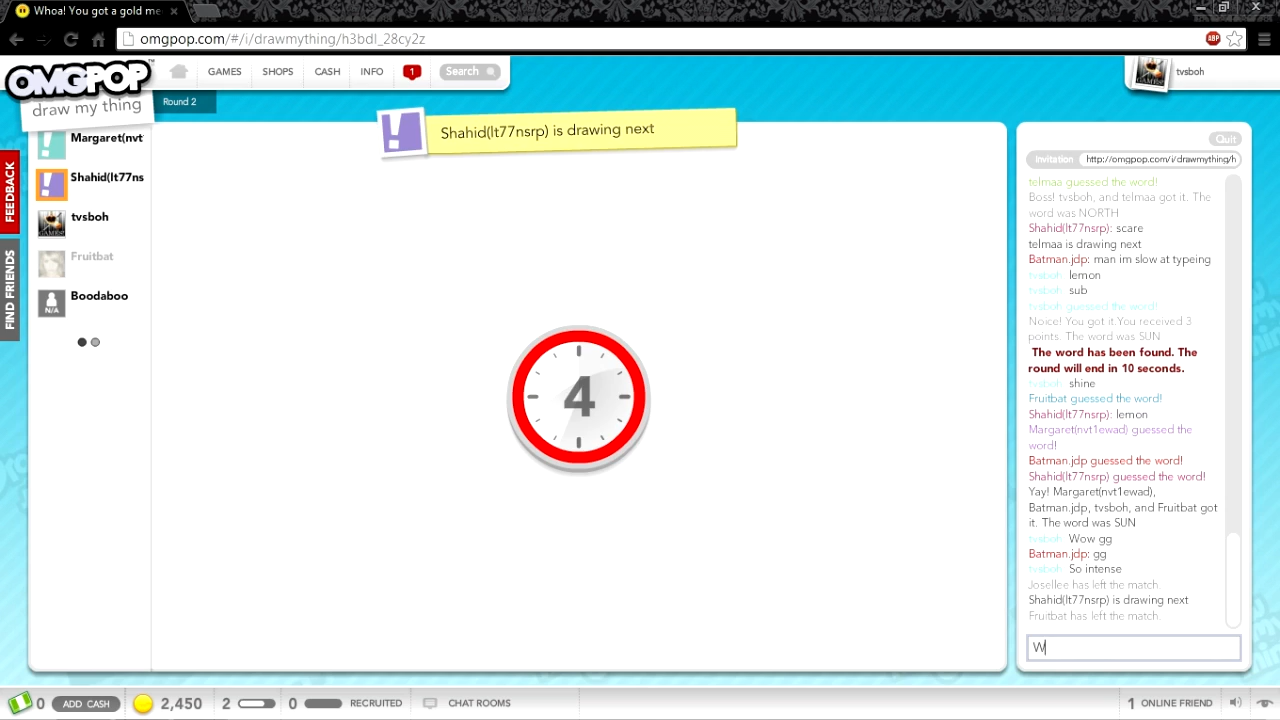 Whoa! You got a gold me
omgpop.com/#/i/drawmything/h3bdl_28cy2z
ABP
OMGPOP
draw my thing
GAMES
SHOPS
CASH
INFO
1
Search
tvsboh
Round 2
Shahid(lt77nsrp) is drawing next
FEEDBACK
FIND FRIENDS
Margaret(nvt
Shahid(lt77ns
tvsboh
Fruitbat
N/A
Boodaboo
4
Quit
Invitation http://omgpop.com/i/drawmything/h
telmaa guessed the word!
Boss! tvsboh, and telmaa got it. The
word was NORTH
Shahid(lt77nsrp): scare
telmaa is drawing next
Batman.jdp: man im slow at typeing
tvsboh: lemon
tvsboh: sub
tvsboh guessed the word!
Noice! You got it.You received 3
points. The word was SUN
The word has been found. The
round will end in 10 seconds.
tvsboh: shine
Fruitbat guessed the word!
Shahid(lt77nsrp): lemon
Margaret(nvt1ewad) guessed the
word!
Batman.jdp guessed the word!
Shahid(lt77nsrp) guessed the word!
Yay! Margaret(nvt1ewad),
Batman.jdp, tvsboh, and Fruitbat got
it. The word was SUN
tvsboh: Wow gg
Batman.jdp: gg
tvsboh: So intense
Josellee has left the match
Shahid(lt77nsrp) is drawing next
Fruitbat has left the match.
W
0 ADD CASH 2,450 2 0 RECRUITED CHAT ROOMS 1 ONLINE FRIEND